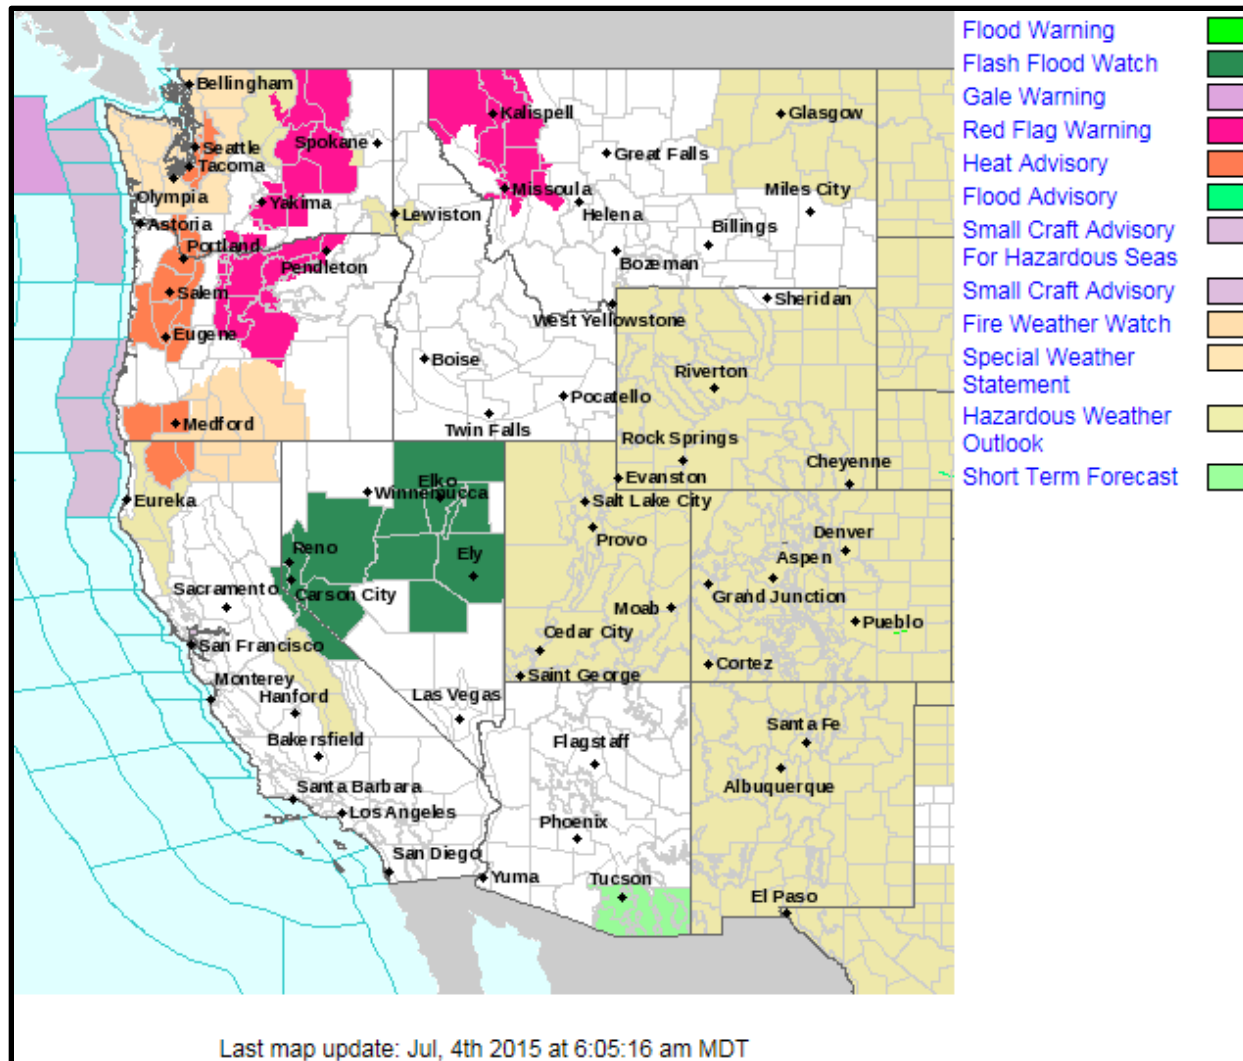 Bellingham
Seattle
Tacoma
Olympia
Spokane
Yakima
Astoria
Portland
Pendleton
Salem
Eugene
Medford
Lewiston
Kalispell
Missoula
Great Falls
Helena
Glasgow
Miles City
Billings
Bozeman
West Yellowstone
Sheridan
Boise
Pocatello
Twin Falls
Riverton
Rock Springs
Evanston
Cheyenne
Eureka
Winnemucca
Elko
Reno
Ely
Carson City
Sacramento
San Francisco
Monterey
Hanford
Bakersfield
Las Vegas
Santa Barbara
Los Angeles
San Diego
Salt Lake City
Provo
Moab
Cedar City
Saint George
Denver
Aspen
Grand Junction
Pueblo
Cortez
Flagstaff
Phoenix
Yuma
Tucson
Santa Fe
Albuquerque
El Paso
Flood Warning
Flash Flood Watch
Gale Warning
Red Flag Warning
Heat Advisory
Flood Advisory
Small Craft Advisory
For Hazardous Seas
Small Craft Advisory
Fire Weather Watch
Special Weather
Statement
Hazardous Weather
Outlook
Short Term Forecast
Last map update: Jul, 4th 2015 at 6:05:16 am MDT